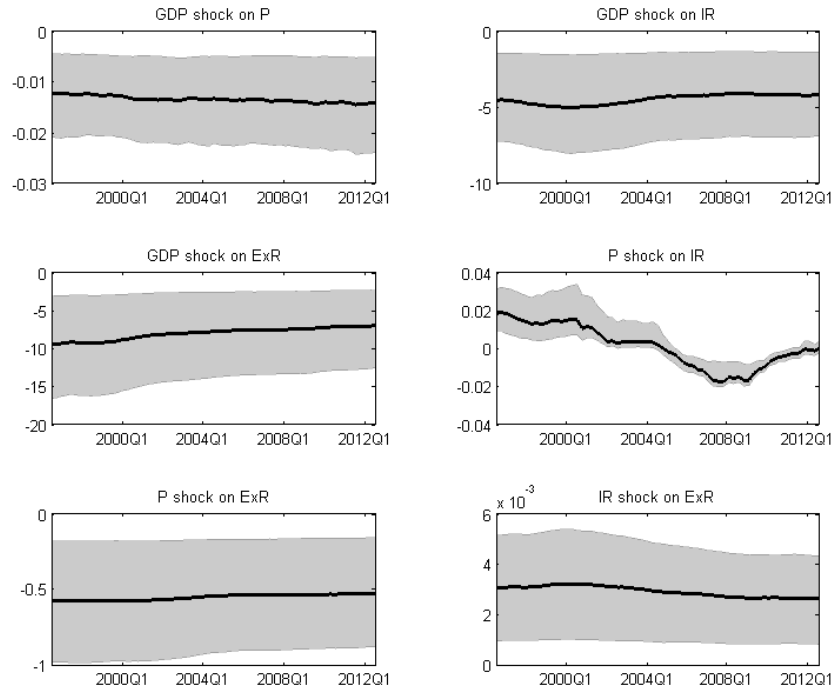 GDP shock on P
0
-0.01
-0.02
-0.03
2000Q1 2004Q1 2008Q1 2012Q1
GDP shock on IR
0
-5
-10
2000Q1 2004Q1 2008Q1 2012Q1
GDP shock on ExR
0
-5
-10
-15
-20
2000Q1 2004Q1 2008Q1 2012Q1
P shock on IR
0.04
0.02
0
-0.02
-0.04
2000Q1 2004Q1 2008Q1 2012Q1
P shock on ExR
0
-0.5
-1
2000Q1 2004Q1 2008Q1 2012Q1
IR shock on ExR
x 10⁻³
6
4
2
0
2000Q1 2004Q1 2008Q1 2012Q1